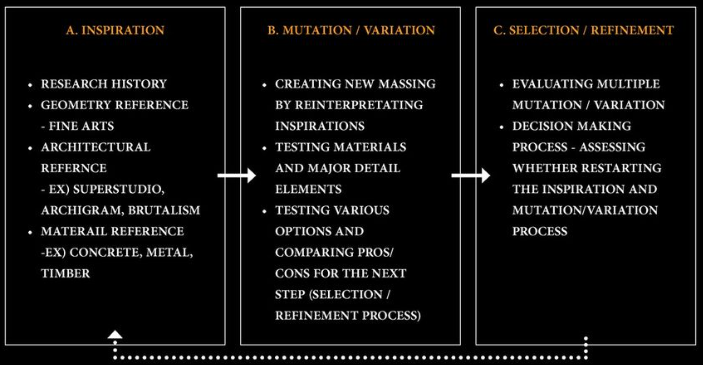 A. INSPIRATION
• RESEARCH HISTORY
• GEOMETRY REFERENCE
- FINE ARTS
• ARCHITECTURAL
REFERNCE
- EX) SUPERSTUDIO,
ARCHIGRAM, BRUTALISM
• MATERAIL REFERENCE
-EX) CONCRETE, METAL,
TIMBER
B. MUTATION / VARIATION
• CREATING NEW MASSING
BY REINTERPRETATING
INSPIRATIONS
• TESTING MATERIALS
AND MAJOR DETAIL
ELEMENTS
• TESTING VARIOUS
OPTIONS AND
COMPARING PROS/
CONS FOR THE NEXT
STEP (SELECTION /
REFINEMENT PROCESS)
C. SELECTION / REFINEMENT
• EVALUATING MULTIPLE
MUTATION / VARIATION
• DECISION MAKING
PROCESS - ASSESSING
WHETHER RESTARTING
THE INSPIRATION AND
MUTATION/VARIATION
PROCESS